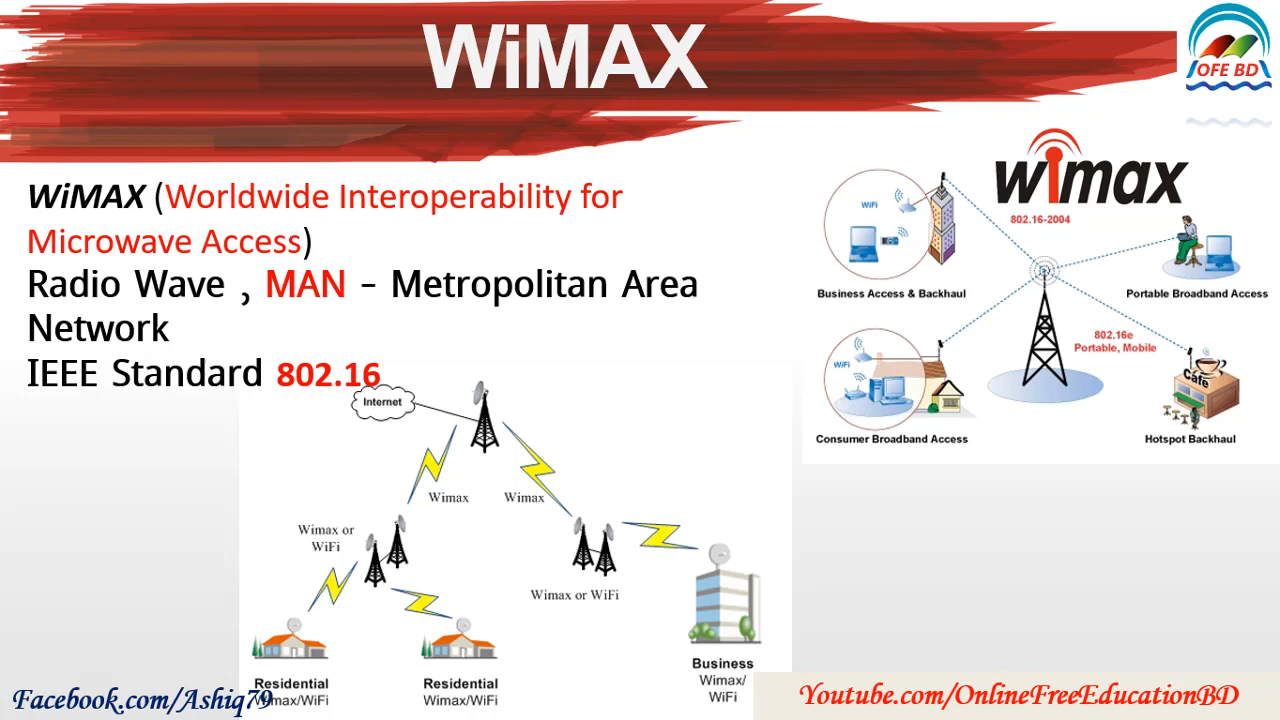 WiMAX
OFE BD
WiMAX (Worldwide Interoperability for
Microwave Access)
Radio Wave , MAN – Metropolitan Area
Network
IEEE Standard 802.16
wimax
802.16-2004
WiFi
Business Access & Backhaul
Portable Broadband Access
802.16e
Portable, Mobile
WiFi
Cafe
Consumer Broadband Access
Hotspot Backhaul
Internet
Wimax
Wimax
Wimax or
WiFi
Wimax or WiFi
Residential
Wimax/WiFi
Residential
Wimax/WiFi
Business
Wimax/
WiFi
Facebook.com/Ashiq79
Youtube.com/OnlineFreeEducationBD